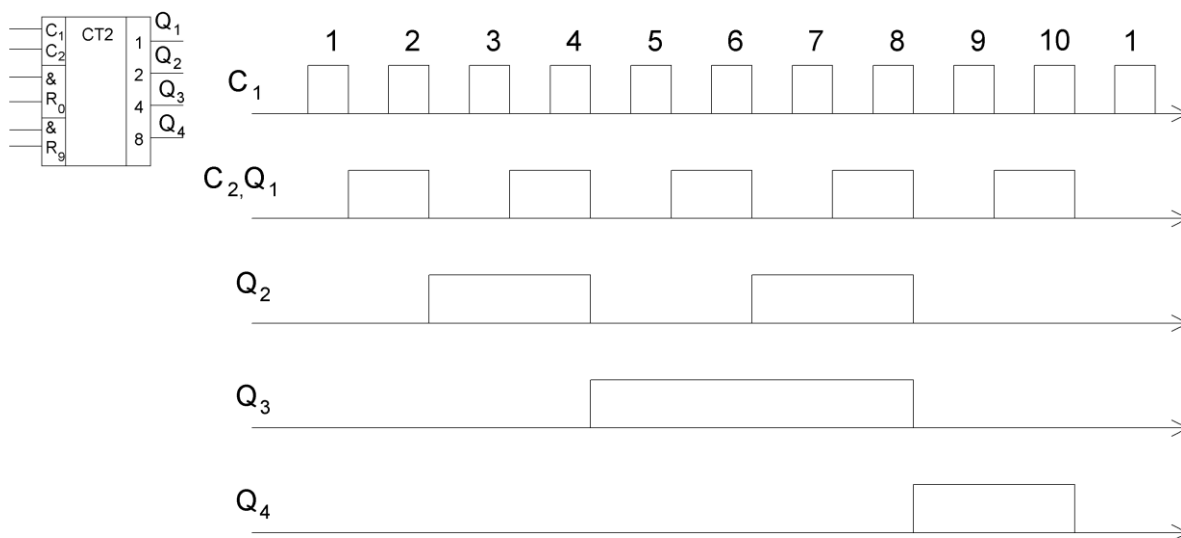 C₁ CT2 1 Q₁
C₂ 2 Q₂
& 4 Q₃
R₀
& 8 Q₄
R₉
1 2 3 4 5 6 7 8 9 10 1
C₁
C₂,Q₁
Q₂
Q₃
Q₄